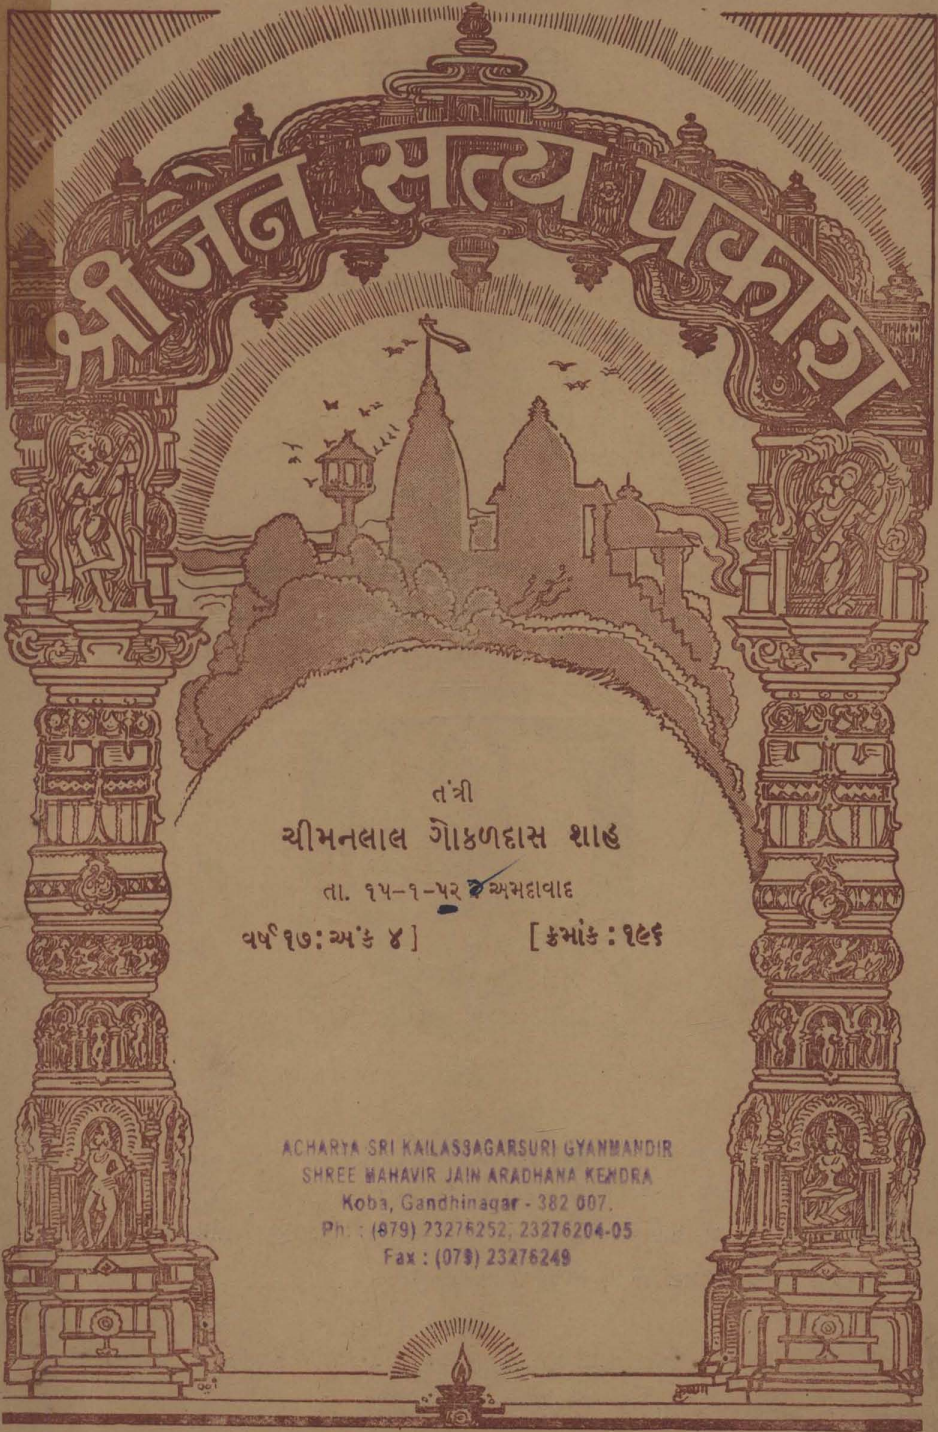 श्री जैन सत्य प्रकाश
તંત્રી
ચીમનલાલ ગોકળદાસ શાહ
તા. ૧૫-૧-૫૨ : અમદાવાદ
વર્ષ ૧૭ : અંક ૪ ] [ ક્રમાંક : ૧૯૬
ACHARYA SRI KAILASSAGARSURI GYANMANDIR
SHREE MAHAVIR JAIN ARADHANA KENDRA
Koba, Gandhinagar - 382 007.
Ph. : (079) 23276252, 23276204-05
Fax : (079) 23276249